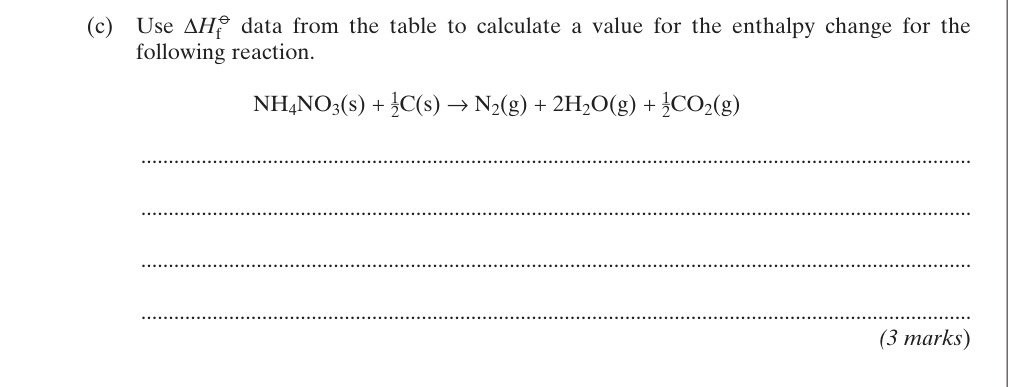 (c) Use ΔH_f^⦵ data from the table to calculate a value for the enthalpy change for the
following reaction.
NH₄NO₃(s) + ½C(s) → N₂(g) + 2H₂O(g) + ½CO₂(g)
(3 marks)